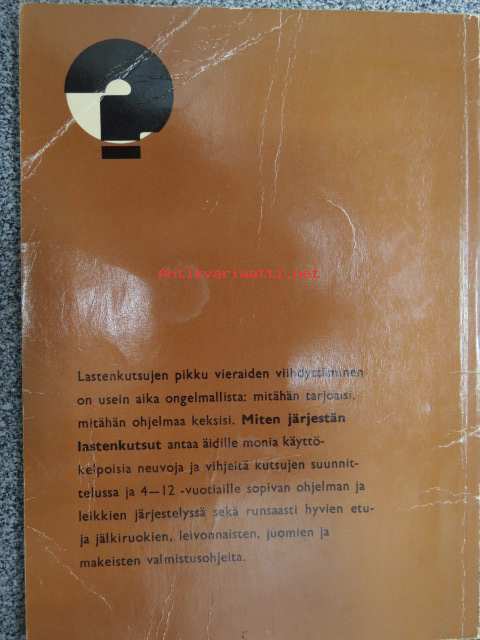 Antikvariaatti.net
Lastenkutsujen pikku vieraiden viihdyttäminen
on usein aika ongelmallista: mitähän tarjoaisi,
mitähän ohjelmaa keksisi. Miten järjestän
lastenkutsut antaa äidille monia käyttö-
kelpoisia neuvoja ja vihjeitä kutsujen suunnit-
telussa ja 4—12 -vuotiaille sopivan ohjelman ja
leikkien järjestelyssä sekä runsaasti hyvien etu-
ja jälkiruokien, leivonnaisten, juomien ja
makeisten valmistusohjeita.